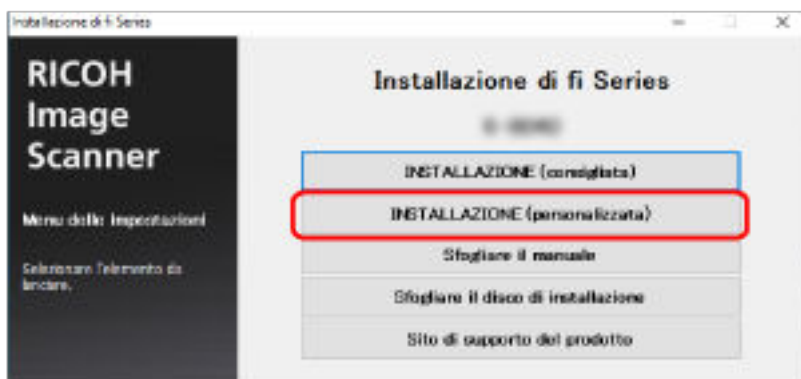 Installazione di fi Series
RICOH
Image
Scanner
Menu delle impostazioni
Selezionare l'elemento da
lanciare.
Installazione di fi Series
INSTALLAZIONE (consigliata)
INSTALLAZIONE (personalizzata)
Sfogliare il manuale
Sfogliare il disco di installazione
Sito di supporto del prodotto